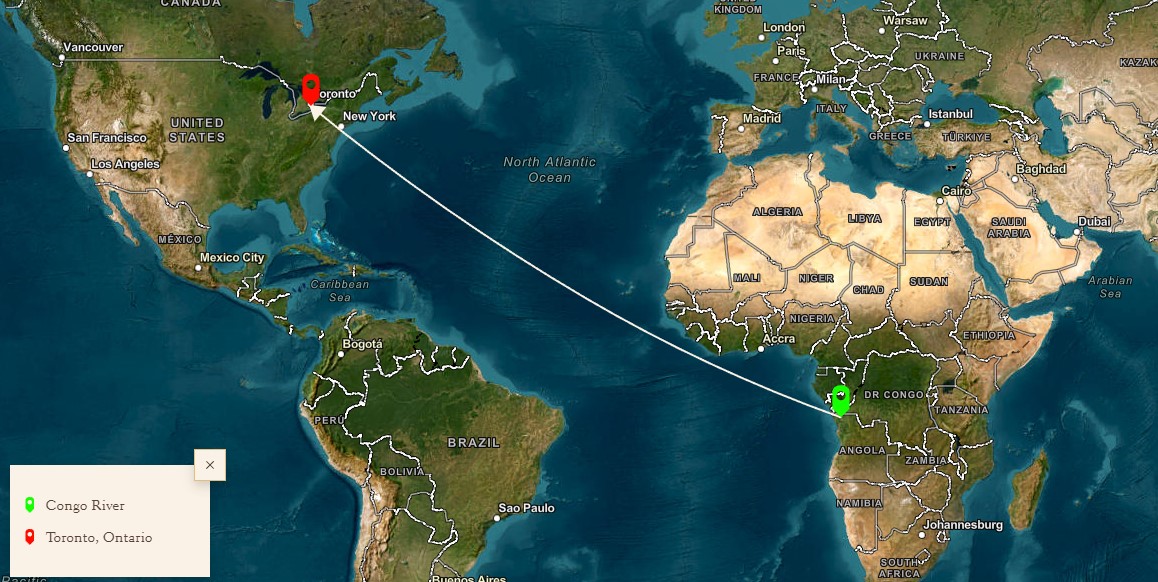 CANADA
UNITED
KINGDOM
London
Warsaw
Vancouver
Paris
UKRAINE
FRANCE
Milan
oronto
ITALY
Madrid
Istanbul
New York
UNITED
STATES
San Francisco
GREECE
TÜRKIYE
Los Angeles
North Atlantic
Ocean
Baghdad
Cairo
ALGERIA
LIBYA
EGYPT
SAUDI
ARABIA
Dubai
MÉXICO
Mexico City
Caribbean
Sea
MALI
NIGER
CHAD
SUDAN
Arabian
Sea
NIGERIA
Bogotá
Accra
ETHIOPIA
DR CONGO
TANZANIA
PERÚ
BRAZIL
ANGOLA
ZAMBIA
BOLIVIA
NAMIBIA
Sao Paulo
Johannesburg
SOUTH
AFRICA
Buenos Aires
×
Congo River
Toronto, Ontario
Pacific